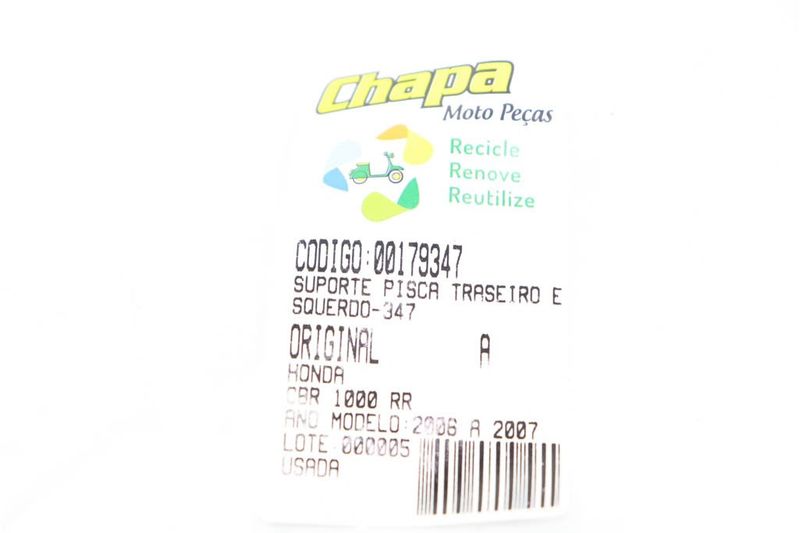 Chapa
Moto Peças
Recicle
Renove
Reutilize
CODIGO:00179347
SUPORTE PISCA TRASEIRO E
SQUERDO-347
ORIGINAL A
HONDA
CBR 1000 RR
ANO MODELO:2006 A 2007
LOTE:000005
USADA